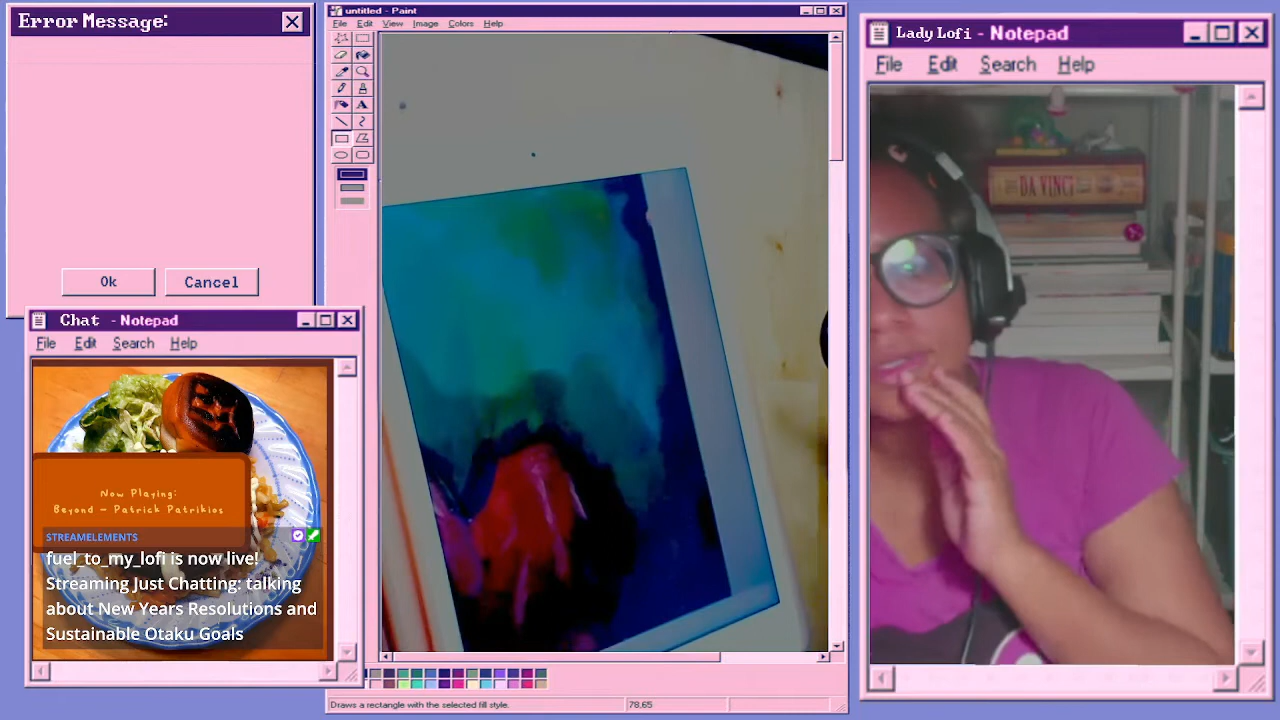 Error Message:
Ok
Cancel
Chat - Notepad
File Edit Search Help
Now Playing:
Beyond – Patrick Patrikios
STREAMELEMENTS
fuel_to_my_lofi is now live!
Streaming Just Chatting: talking
about New Years Resolutions and
Sustainable Otaku Goals
untitled - Paint
File Edit View Image Colors Help
A
Draws a rectangle with the selected fill style.
78,65
Lady Lofi - Notepad
File Edit Search Help
DA VINCI